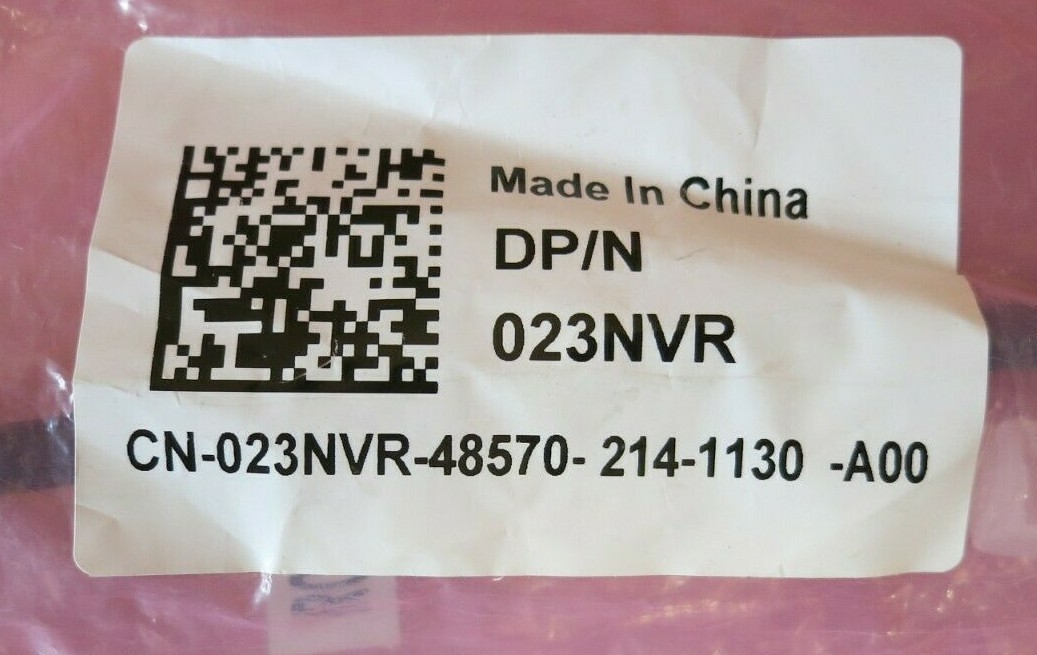 Made In China
DP/N
023NVR
CN-023NVR-48570- 214-1130 -A00